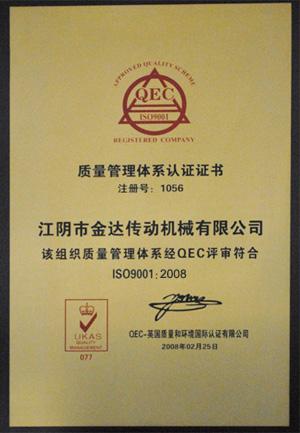 APPROVED QUALITY SCHEME
QEC
ISO9001
REGISTERED COMPANY
质量管理体系认证证书
注册号：1056
江阴市金达传动机械有限公司
该组织质量管理体系经QEC评审符合
ISO9001:2008
UKAS
QUALITY
MANAGEMENT
077
QEC-英国质量和环境国际认证有限公司
2008年02月25日